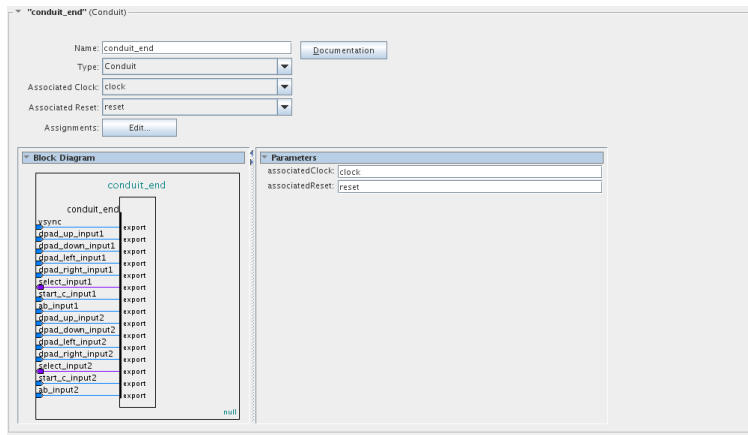 "conduit_end" (Conduit)
Name: conduit_end
Documentation
Type: Conduit
Associated Clock: clock
Associated Reset: reset
Assignments: Edit...
Block Diagram
conduit_end
conduit_end
vsync export
dpad_up_input1 export
dpad_down_input1 export
dpad_left_input1 export
dpad_right_input1 export
select_input1 export
start_c_input1 export
ab_input1 export
dpad_up_input2 export
dpad_down_input2 export
dpad_left_input2 export
dpad_right_input2 export
select_input2 export
start_c_input2 export
ab_input2 export
null
Parameters
associatedClock: clock
associatedReset: reset